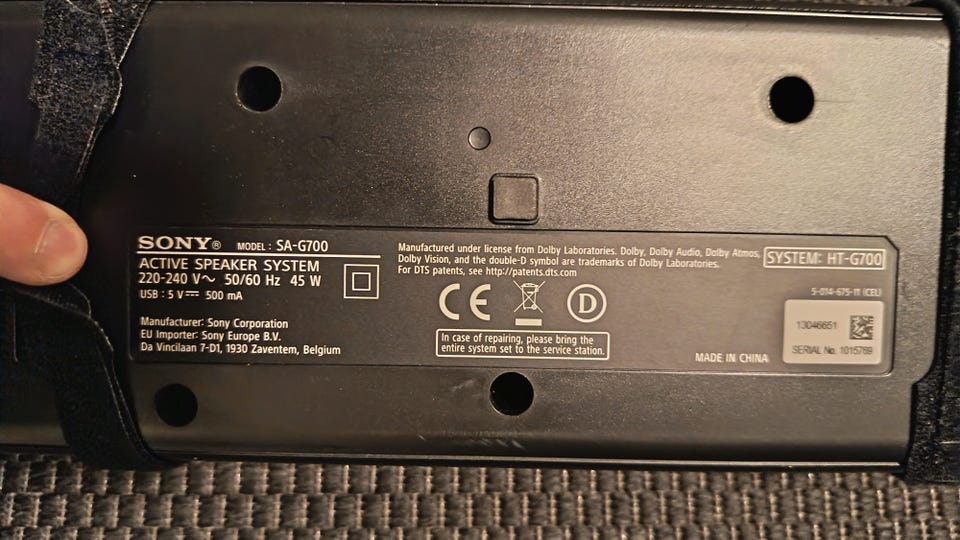 SONY® MODEL : SA-G700
ACTIVE SPEAKER SYSTEM
220-240 V~ 50/60 Hz 45 W
USB : 5 V⎓ 500 mA
Manufacturer: Sony Corporation
EU Importer: Sony Europe B.V.
Da Vincilaan 7-D1, 1930 Zaventem, Belgium
Manufactured under license from Dolby Laboratories. Dolby, Dolby Audio, Dolby Atmos,
Dolby Vision, and the double-D symbol are trademarks of Dolby Laboratories.
For DTS patents, see http://patents.dts.com
CE
D
In case of repairing, please bring the
entire system set to the service station.
SYSTEM: HT-G700
5-014-675-11 (CEL)
13046651
SERIAL No. 1015769
MADE IN CHINA